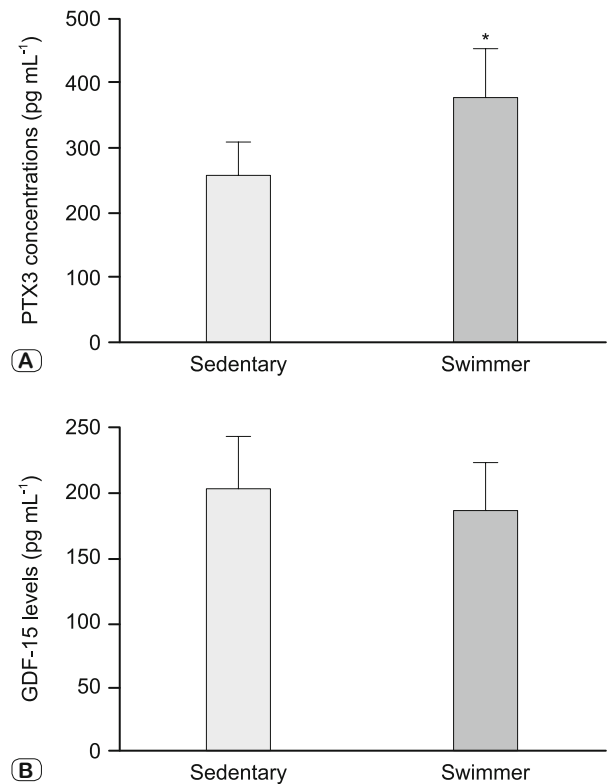 PTX3 concentrations (pg mL⁻¹)
500
400
300
200
100
0
*
Sedentary
Swimmer
A
GDF-15 levels (pg mL⁻¹)
250
200
150
100
50
0
Sedentary
Swimmer
B